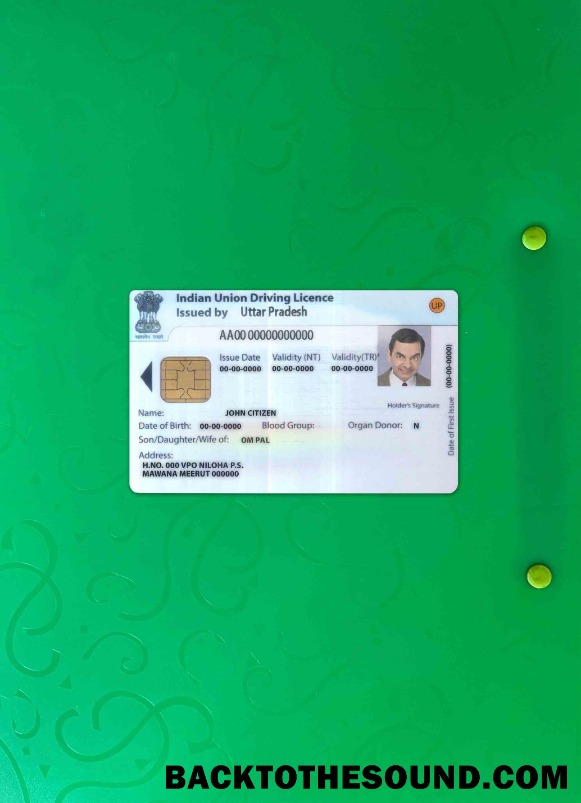 Indian Union Driving Licence
Issued by Uttar Pradesh
UP
AA00 00000000000
Issue Date Validity (NT) Validity(TR)*
00-00-0000 00-00-0000 00-00-0000
Holder's Signature
Date of First Issue (00-00-0000)
Name: JOHN CITIZEN
Date of Birth: 00-00-0000 Blood Group: Organ Donor: N
Son/Daughter/Wife of: OM PAL
Address:
H.NO. 000 VPO NILOHA P.S.
MAWANA MEERUT 000000
BACKTOTHESOUND.COM